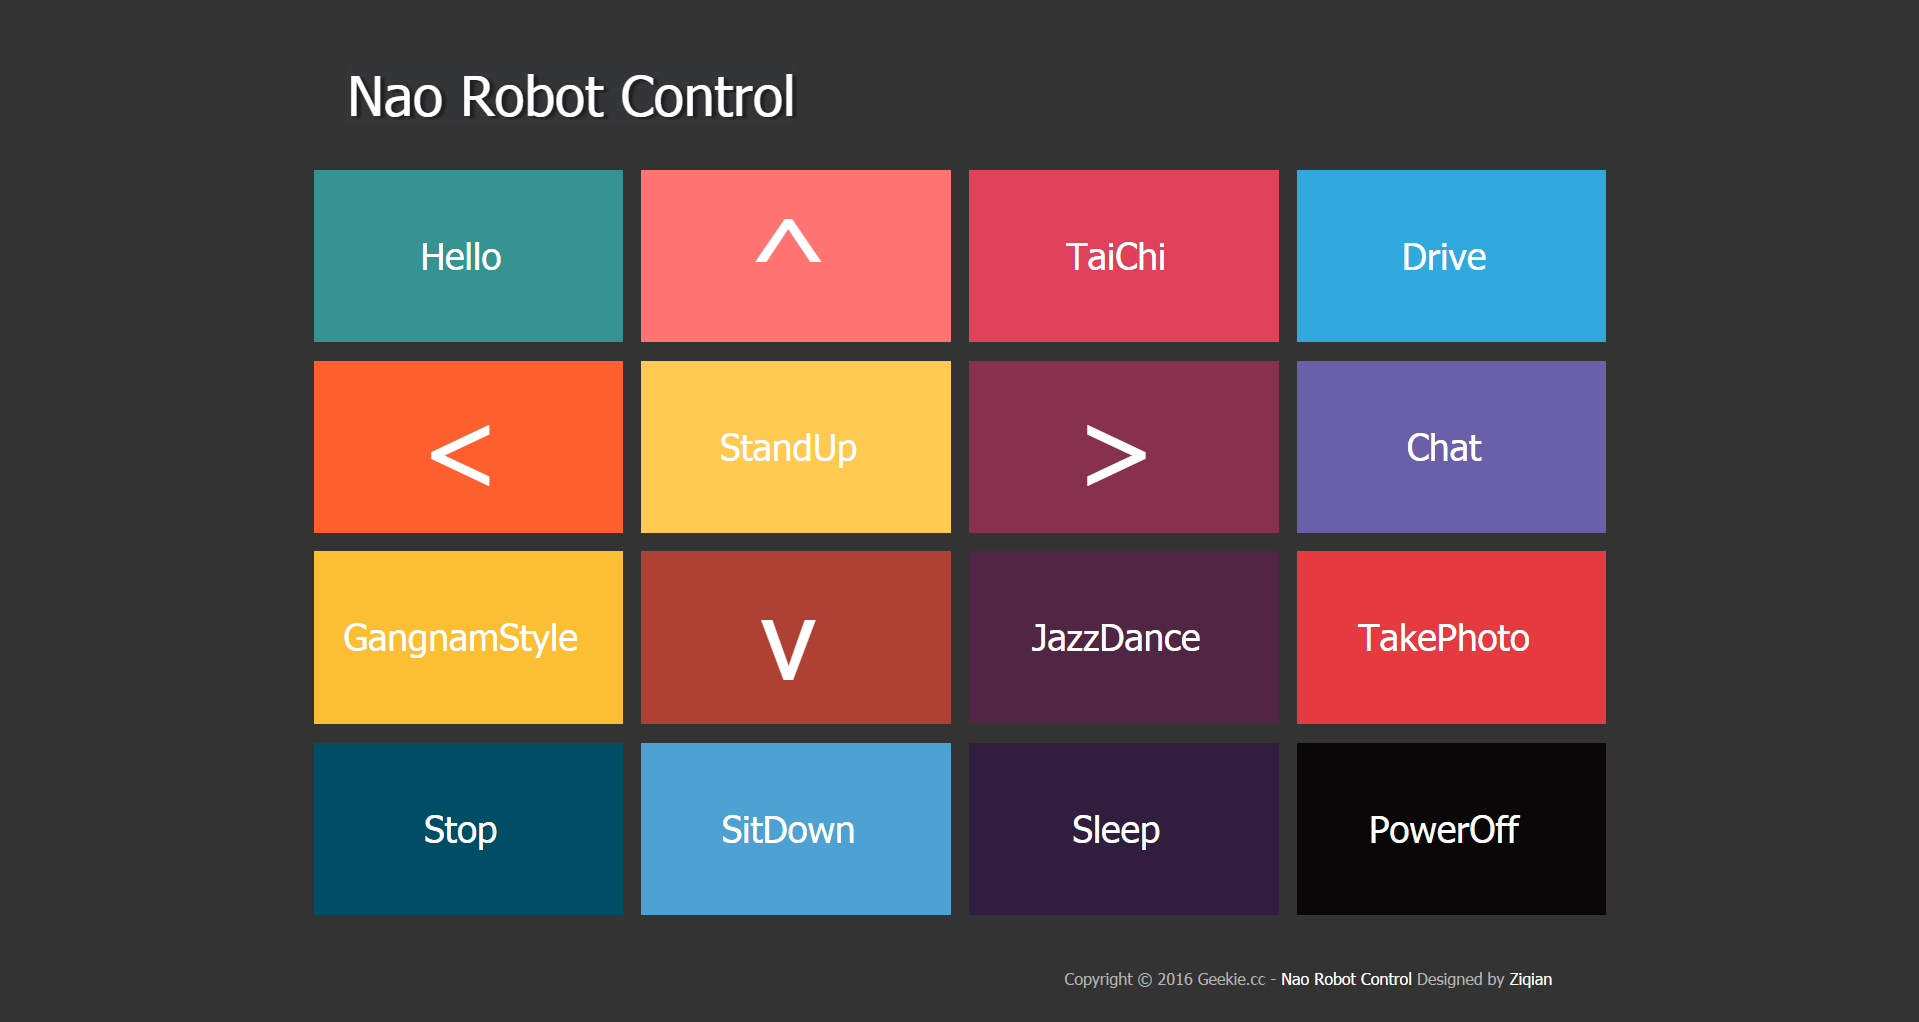 Nao Robot Control
Hello
^
TaiChi
Drive
<
StandUp
>
Chat
GangnamStyle
v
JazzDance
TakePhoto
Stop
SitDown
Sleep
PowerOff
Copyright © 2016 Geekie.cc - Nao Robot Control Designed by Ziqian